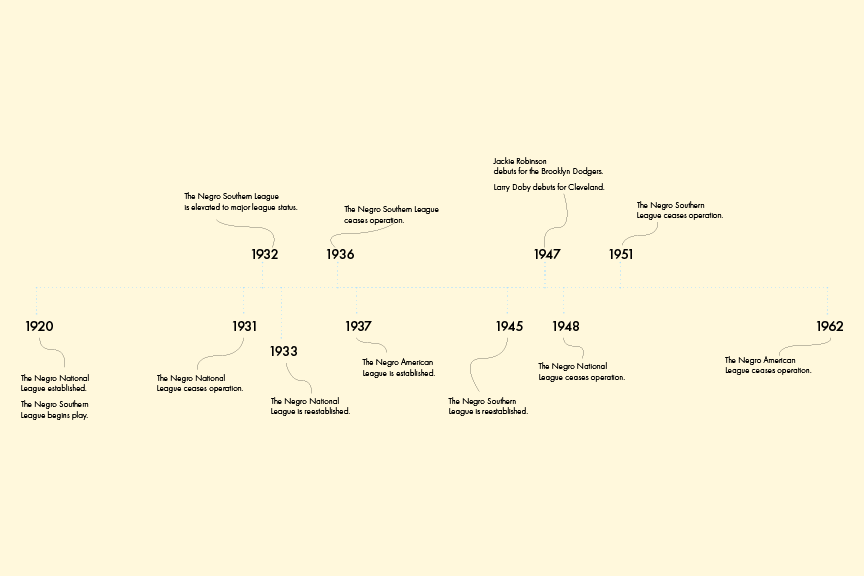 Jackie Robinson
debuts for the Brooklyn Dodgers.
Larry Doby debuts for Cleveland.
The Negro Southern League
is elevated to major league status.
The Negro Southern League
ceases operation.
The Negro Southern
League ceases operation.
1932
1936
1947
1951
1920
1931
1933
1937
1945
1948
1962
The Negro National
League established.
The Negro Southern
League begins play.
The Negro National
League ceases operation.
The Negro National
League is reestablished.
The Negro American
League is established.
The Negro Southern
League is reestablished.
The Negro National
League ceases operation.
The Negro American
League ceases operation.